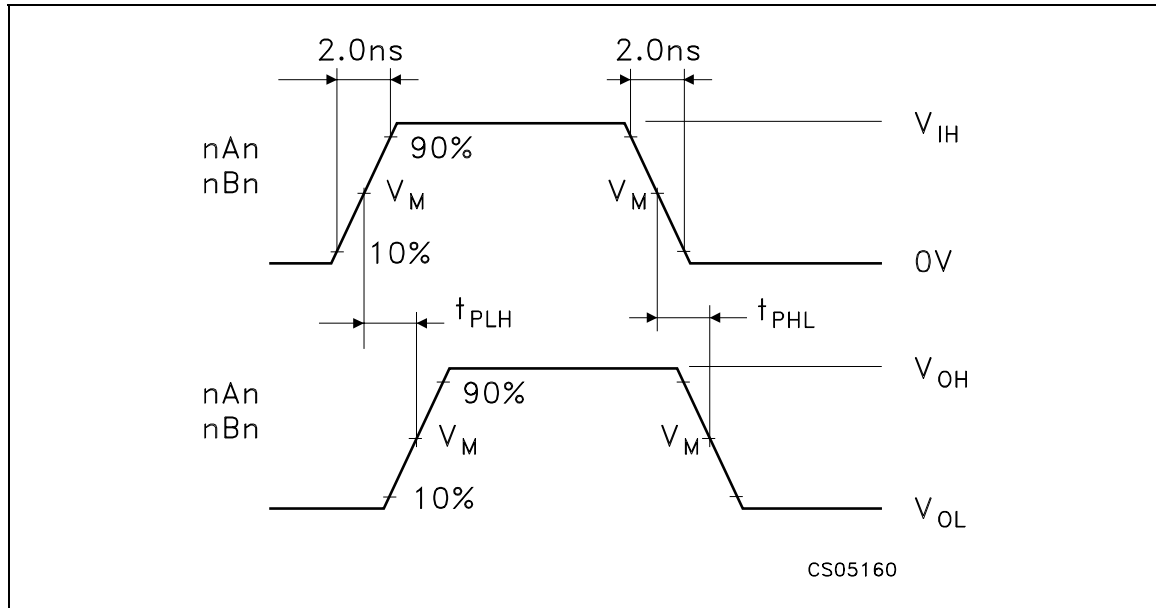 2.0ns 2.0ns
V_IH
nAn 90%
nBn V_M V_M
10% 0V
t_PLH t_PHL
V_OH
nAn 90%
nBn V_M V_M
10% V_OL
CS05160